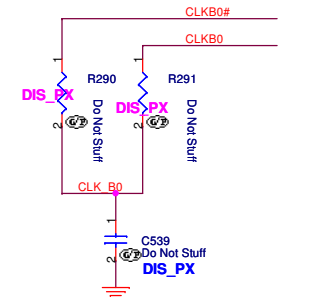 CLKB0#
CLKB0
1
1
R290
R291
DIS_PX
DIS_PX
Do Not Stuff
Do Not Stuff
2
G/P
2
G/P
CLK_B0
1
C539
Do Not Stuff
2
G/P
DIS_PX